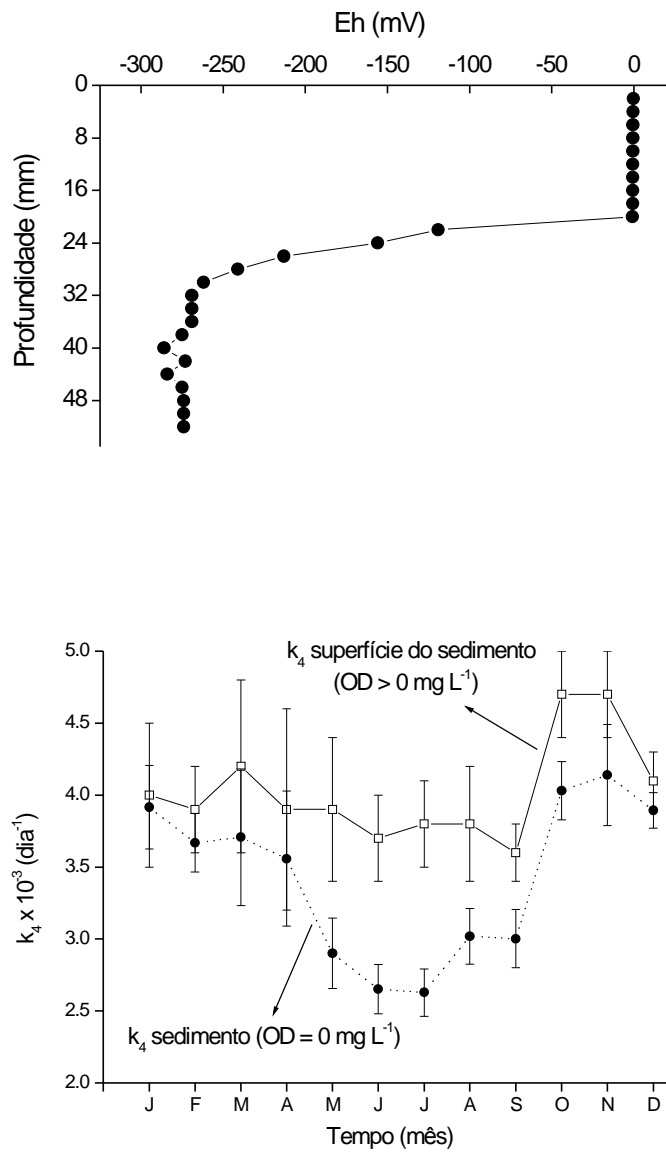 Eh (mV)
-300 -250 -200 -150 -100 -50 0
0
8
16
24
32
40
48
Profundidade (mm)
5.0
4.5
4.0
3.5
3.0
2.5
2.0
k₄ x 10⁻³ (dia⁻¹)
k₄ superfície do sedimento
(OD > 0 mg L⁻¹)
k₄ sedimento (OD = 0 mg L⁻¹)
J F M A M J J A S O N D
Tempo (mês)